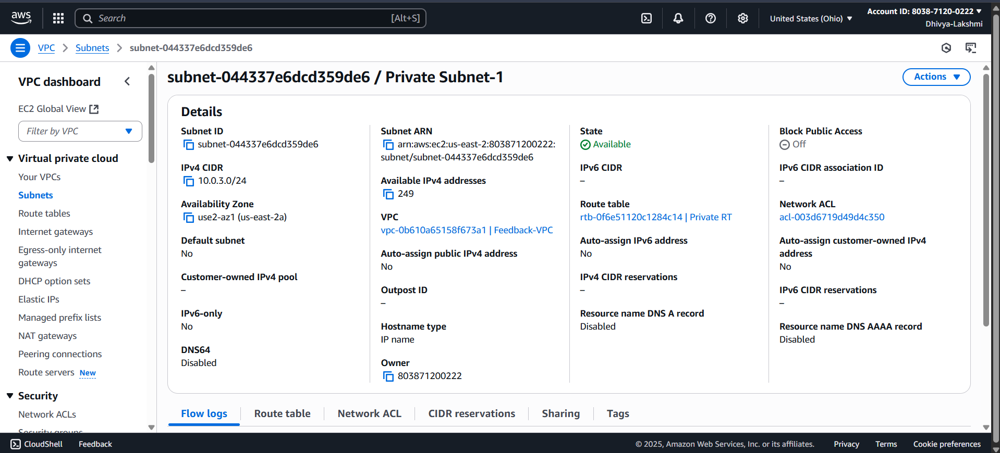 aws
Search
[Alt+S]
United States (Ohio)
Account ID: 8038-7120-0222
Dhivya-Lakshmi
VPC
Subnets
subnet-044337e6dcd359de6
VPC dashboard
EC2 Global View
Filter by VPC
Virtual private cloud
Your VPCs
Subnets
Route tables
Internet gateways
Egress-only internet
gateways
DHCP option sets
Elastic IPs
Managed prefix lists
NAT gateways
Peering connections
Route servers New
Security
Network ACLs
Security groups
subnet-044337e6dcd359de6 / Private Subnet-1
Actions
Details
Subnet ID
subnet-044337e6dcd359de6
IPv4 CIDR
10.0.3.0/24
Availability Zone
use2-az1 (us-east-2a)
Default subnet
No
Customer-owned IPv4 pool
–
IPv6-only
No
DNS64
Disabled
Subnet ARN
arn:aws:ec2:us-east-2:803871200222:
subnet/subnet-044337e6dcd359de6
Available IPv4 addresses
249
VPC
vpc-0b610a65158f673a1 | Feedback-VPC
Auto-assign public IPv4 address
No
Outpost ID
–
Hostname type
IP name
Owner
803871200222
State
Available
IPv6 CIDR
–
Route table
rtb-0f6e51120c1284c14 | Private RT
Auto-assign IPv6 address
No
IPv4 CIDR reservations
–
Resource name DNS A record
Disabled
Block Public Access
Off
IPv6 CIDR association ID
–
Network ACL
acl-003d6719d49d4c350
Auto-assign customer-owned IPv4
address
No
IPv6 CIDR reservations
–
Resource name DNS AAAA record
Disabled
Flow logs
Route table
Network ACL
CIDR reservations
Sharing
Tags
CloudShell
Feedback
© 2025, Amazon Web Services, Inc. or its affiliates.
Privacy
Terms
Cookie preferences